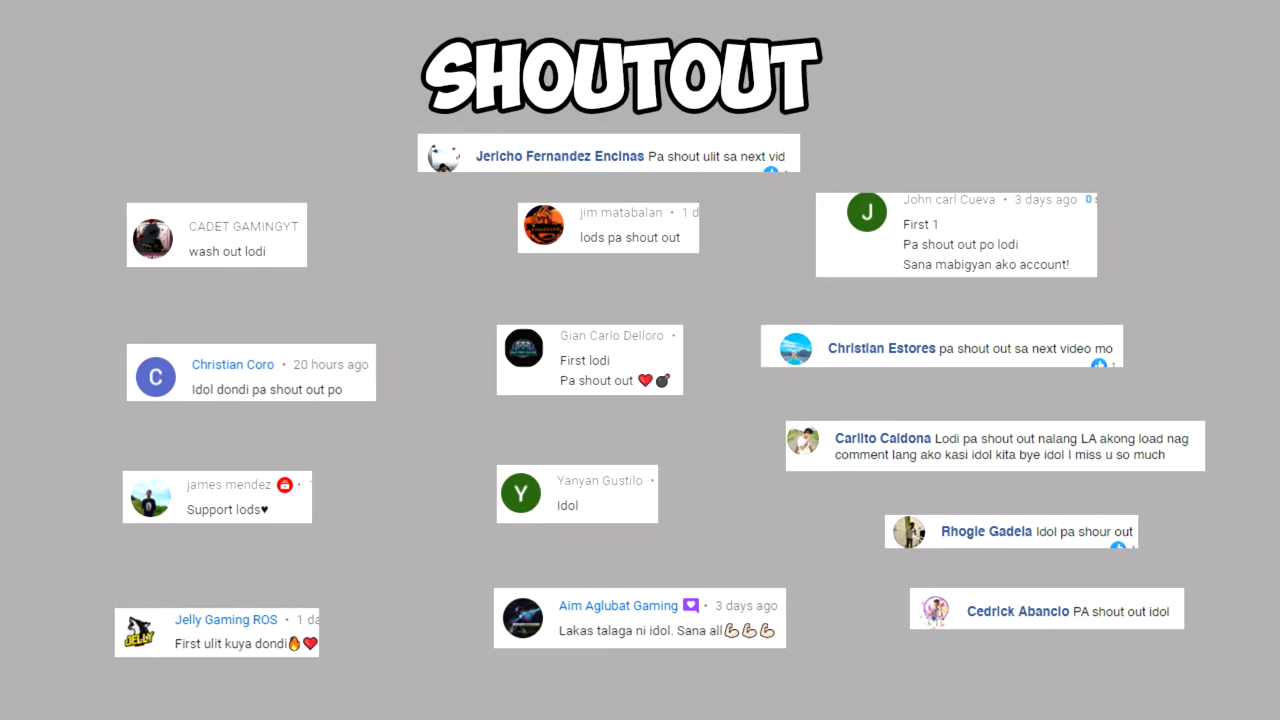 SHOUTOUT
Jericho Fernandez Encinas Pa shout ulit sa next vid
CADET GAMINGYT
wash out lodi
jim matabalan • 1 d
lods pa shout out
J
John carl Cueva • 3 days ago 0 s
First 1
Pa shout out po lodi
Sana mabigyan ako account!
C
Christian Coro • 20 hours ago
Idol dondi pa shout out po
Gian Carlo Delloro •
First lodi
Pa shout out ❤️💣
Christian Estores pa shout out sa next video mo
1
Carlito Caldona Lodi pa shout out nalang LA akong load nag
comment lang ako kasi idol kita bye idol I miss u so much
james mendez •
Support lods♥
Y
Yanyan Gustilo •
Idol
Rhogie Gadela Idol pa shour out
JELLY
Jelly Gaming ROS • 1 da
First ulit kuya dondi🔥❤️
Aim Aglubat Gaming • 3 days ago
Lakas talaga ni idol. Sana all💪🏻💪🏻💪🏻
Cedrick Abancio PA shout out idol